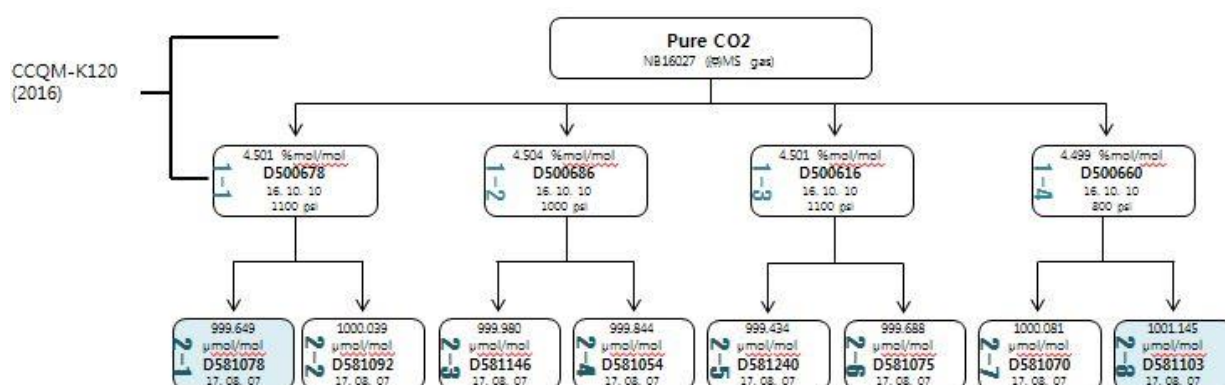 Pure CO2
NB16027 ((주)MS gas)
CCQM-K120
(2016)
1-1
4.501 %mol/mol
D500678
16. 10. 10
1100 psi
1-2
4.504 %mol/mol
D500686
16. 10. 10
1000 psi
1-3
4.501 %mol/mol
D500616
16. 10. 10
1100 psi
1-4
4.499 %mol/mol
D500660
16. 10. 10
800 psi
2-1
999.649
μmol/mol
D581078
17. 08. 07
2-2
1000.039
μmol/mol
D581092
17. 08. 07
2-3
999.980
μmol/mol
D581146
17. 08. 07
2-4
999.844
μmol/mol
D581054
17. 08. 07
2-5
999.434
μmol/mol
D581240
17. 08. 07
2-6
999.688
μmol/mol
D581075
17. 08. 07
2-7
1000.081
μmol/mol
D581070
17. 08. 07
2-8
1001.145
μmol/mol
D581103
17. 08. 07